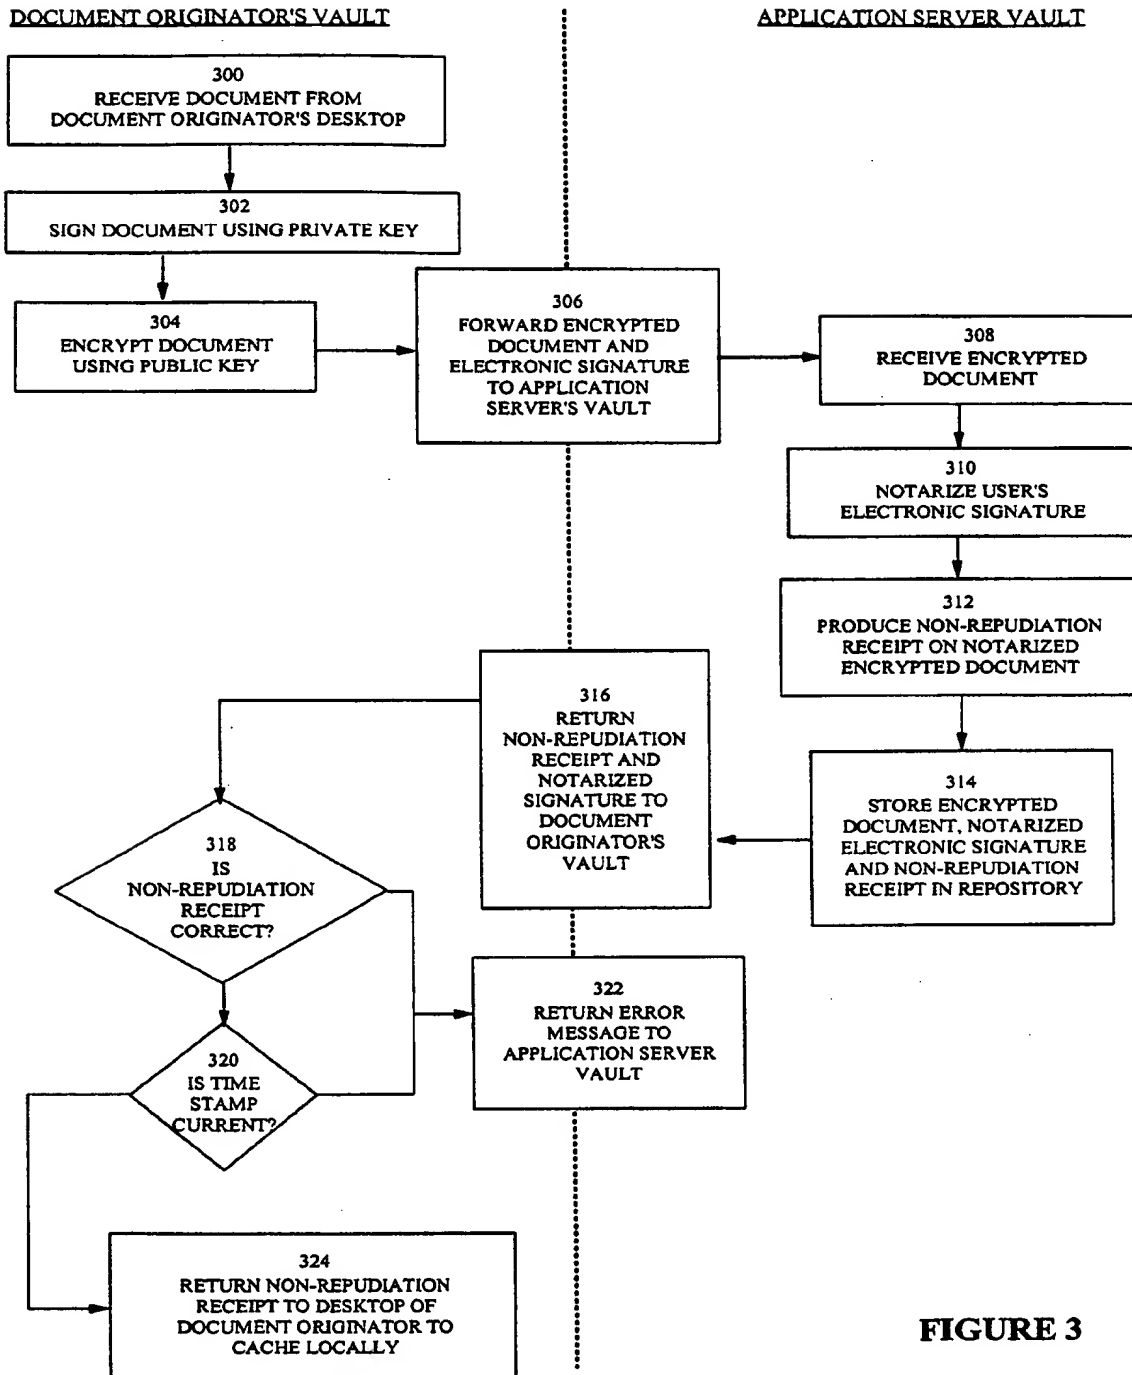 DOCUMENT ORIGINATOR'S VAULT
APPLICATION SERVER VAULT
300
RECEIVE DOCUMENT FROM
DOCUMENT ORIGINATOR'S DESKTOP
302
SIGN DOCUMENT USING PRIVATE KEY
304
ENCRYPT DOCUMENT
USING PUBLIC KEY
306
FORWARD ENCRYPTED
DOCUMENT AND
ELECTRONIC SIGNATURE
TO APPLICATION
SERVER'S VAULT
308
RECEIVE ENCRYPTED
DOCUMENT
310
NOTARIZE USER'S
ELECTRONIC SIGNATURE
312
PRODUCE NON-REPUDIATION
RECEIPT ON NOTARIZED
ENCRYPTED DOCUMENT
314
STORE ENCRYPTED
DOCUMENT, NOTARIZED
ELECTRONIC SIGNATURE
AND NON-REPUDIATION
RECEIPT IN REPOSITORY
316
RETURN
NON-REPUDIATION
RECEIPT AND
NOTARIZED
SIGNATURE TO
DOCUMENT
ORIGINATOR'S
VAULT
318
IS
NON-REPUDIATION
RECEIPT
CORRECT?
320
IS TIME
STAMP
CURRENT?
322
RETURN ERROR
MESSAGE TO
APPLICATION SERVER
VAULT
324
RETURN NON-REPUDIATION
RECEIPT TO DESKTOP OF
DOCUMENT ORIGINATOR TO
CACHE LOCALLY
FIGURE 3